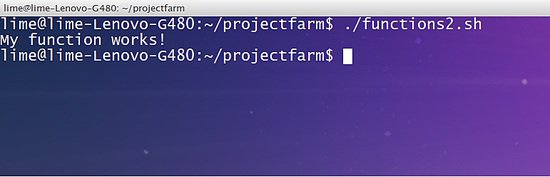 lime@lime-Lenovo-G480: ~/projectfarm
lime@lime-Lenovo-G480:~/projectfarm$ ./functions2.sh
My function works!
lime@lime-Lenovo-G480:~/projectfarm$